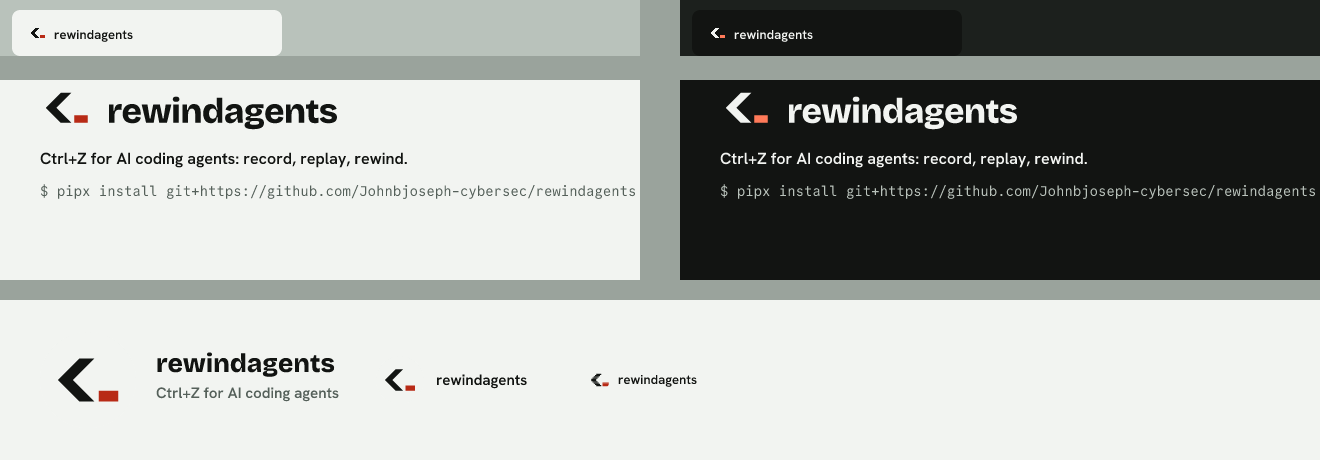 rewindagents
rewindagents
rewindagents
Ctrl+Z for AI coding agents: record, replay, rewind.
$ pipx install git+https://github.com/Johnbjoseph-cybersec/rewindagents
rewindagents
Ctrl+Z for AI coding agents: record, replay, rewind.
$ pipx install git+https://github.com/Johnbjoseph-cybersec/rewindagents
rewindagents
Ctrl+Z for AI coding agents
rewindagents
rewindagents